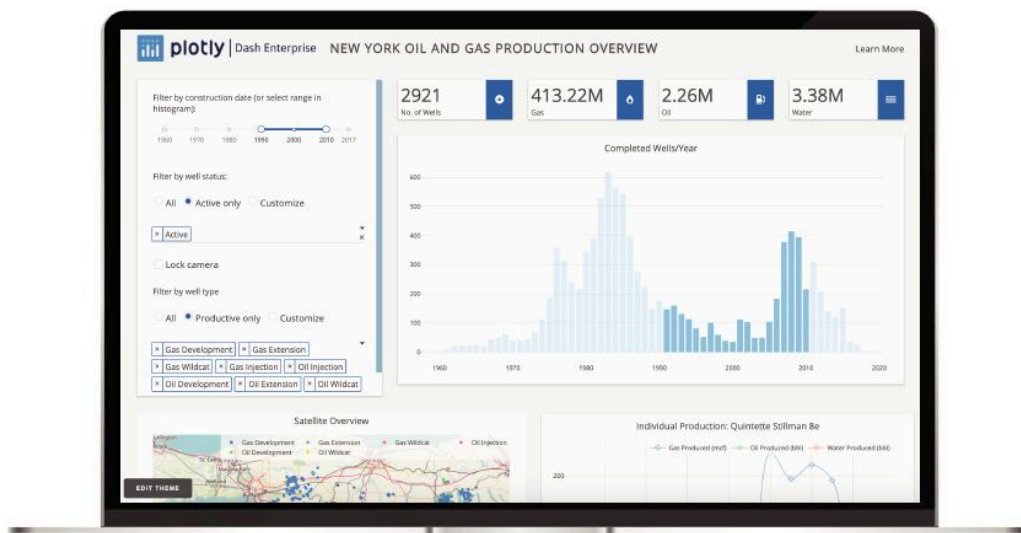 plotly | Dash Enterprise NEW YORK OIL AND GAS PRODUCTION OVERVIEW
Learn More
Filter by construction date (or select range in
histogram):
1960 1970 1980 1990 2000 2010 2017
Filter by well status:
All Active only Customize
× Active
Lock camera
Filter by well type
All Productive only Customize
× Gas Development × Gas Extension
× Gas Wildcat × Gas Injection × Oil Injection
× Oil Development × Oil Extension × Oil Wildcat
2921
No. of Wells
413.22M
Gas
2.26M
Oil
3.38M
Water
Completed Wells/Year
600
500
400
300
200
100
0
1960 1970 1980 1990 2000 2010 2020
Satellite Overview
Gas Development Gas Extension Gas Wildcat Oil Injection
Oil Development Oil Wildcat
EDIT THEME
Individual Production: Quintette Stillman 8e
Gas Produced (mcf) Oil Produced (bbl) Water Produced (bbl)
200